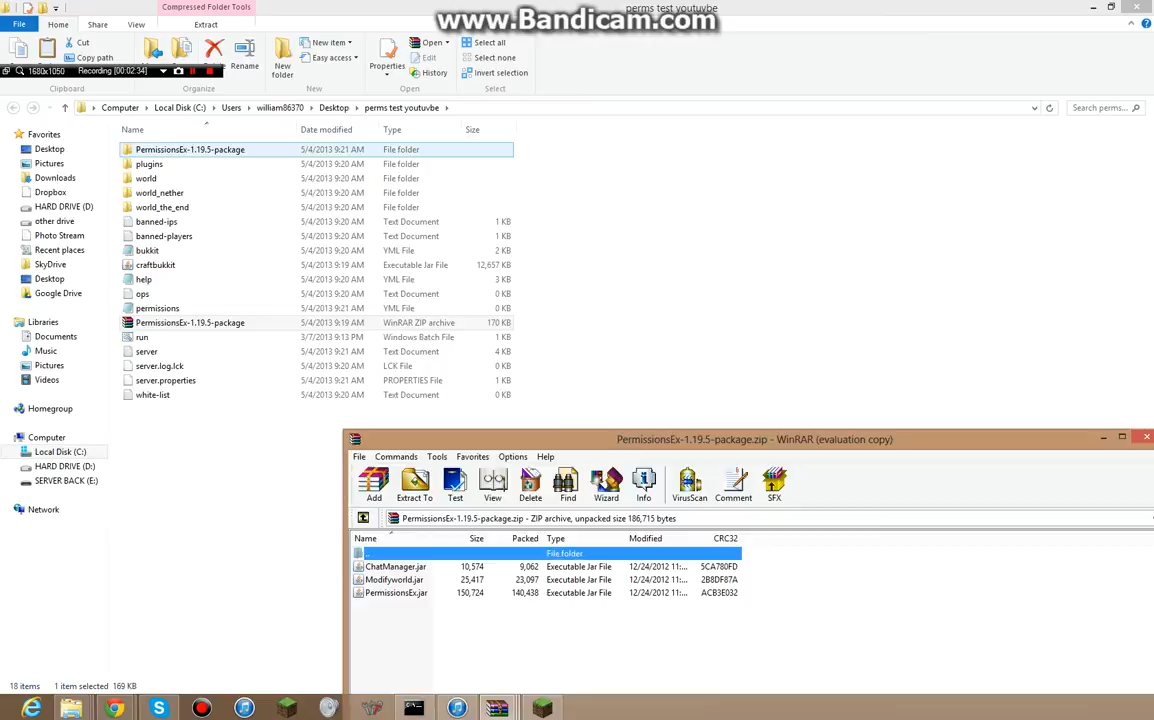 Compressed Folder Tools
perms test youtuvbe
www.Bandicam.com
File Home Share View Extract
Cut
Copy path
Rename
New folder
New item
Easy access
Properties
Open
Edit
History
Select all
Select none
Invert selection
1680x1050 Recording [00:02:34]
Clipboard Organize New Open Select
Computer Local Disk (C:) Users william86370 Desktop perms test youtuvbe
Search perms...
Name Date modified Type Size
Favorites
Desktop
Pictures
Downloads
Dropbox
HARD DRIVE (D)
other drive
Photo Stream
Recent places
SkyDrive
Desktop
Google Drive
Libraries
Documents
Music
Pictures
Videos
Homegroup
Computer
Local Disk (C:)
HARD DRIVE (D:)
SERVER BACK (E:)
Network
PermissionsEx-1.19.5-package 5/4/2013 9:21 AM File folder
plugins 5/4/2013 9:20 AM File folder
world 5/4/2013 9:20 AM File folder
world_nether 5/4/2013 9:20 AM File folder
world_the_end 5/4/2013 9:20 AM File folder
banned-ips 5/4/2013 9:20 AM Text Document 1 KB
banned-players 5/4/2013 9:20 AM Text Document 1 KB
bukkit 5/4/2013 9:20 AM YML File 2 KB
craftbukkit 5/4/2013 9:19 AM Executable Jar File 12,657 KB
help 5/4/2013 9:20 AM YML File 3 KB
ops 5/4/2013 9:20 AM Text Document 0 KB
permissions 5/4/2013 9:21 AM YML File 0 KB
PermissionsEx-1.19.5-package 5/4/2013 9:19 AM WinRAR ZIP archive 170 KB
run 3/7/2013 9:13 PM Windows Batch File 1 KB
server 5/4/2013 9:21 AM Text Document 4 KB
server.log.lck 5/4/2013 9:20 AM LCK File 0 KB
server.properties 5/4/2013 9:21 AM PROPERTIES File 1 KB
white-list 5/4/2013 9:20 AM Text Document 0 KB
PermissionsEx-1.19.5-package.zip - WinRAR (evaluation copy)
File Commands Tools Favorites Options Help
Add Extract To Test View Delete Find Wizard Info VirusScan Comment SFX
PermissionsEx-1.19.5-package.zip - ZIP archive, unpacked size 186,715 bytes
Name Size Packed Type Modified CRC32
.. File folder
ChatManager.jar 10,574 9,062 Executable Jar File 12/24/2012 11:... 5CA780FD
Modifyworld.jar 25,417 23,097 Executable Jar File 12/24/2012 11:... 2B8DF87A
PermissionsEx.jar 150,724 140,438 Executable Jar File 12/24/2012 11:... ACB3E032
18 items 1 item selected 169 KB